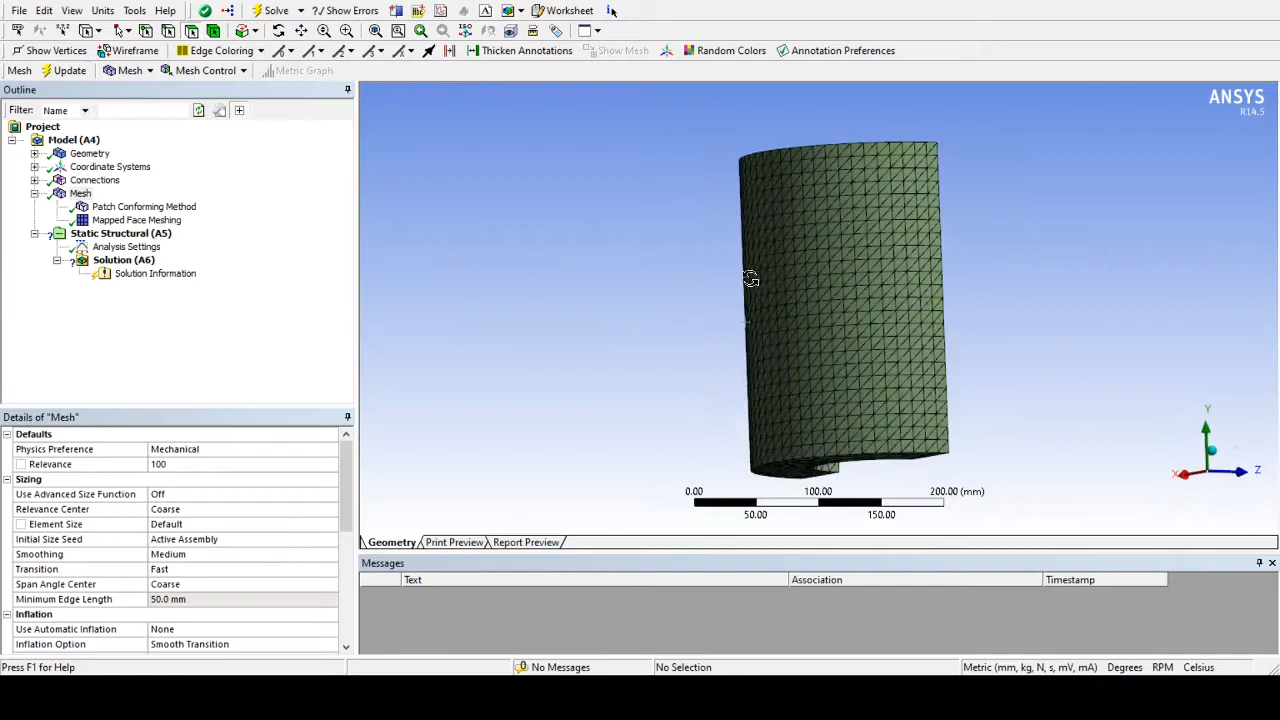 File Edit View Units Tools Help Solve Show Errors Worksheet
Show Vertices Wireframe Edge Coloring Thicken Annotations Show Mesh Random Colors Annotation Preferences
Mesh Update Mesh Mesh Control Metric Graph
Outline
Filter: Name
Project
Model (A4)
Geometry
Coordinate Systems
Connections
Mesh
Patch Conforming Method
Mapped Face Meshing
Static Structural (A5)
Analysis Settings
Solution (A6)
Solution Information
Details of "Mesh"
Defaults
Physics Preference Mechanical
Relevance 100
Sizing
Use Advanced Size Function Off
Relevance Center Coarse
Element Size Default
Initial Size Seed Active Assembly
Smoothing Medium
Transition Fast
Span Angle Center Coarse
Minimum Edge Length 50.0 mm
Inflation
Use Automatic Inflation None
Inflation Option Smooth Transition
ANSYS
R14.5
Y
X Z
0.00 100.00 200.00 (mm)
50.00 150.00
Geometry Print Preview Report Preview
Messages
Text Association Timestamp
Press F1 for Help No Messages No Selection Metric (mm, kg, N, s, mV, mA) Degrees RPM Celsius